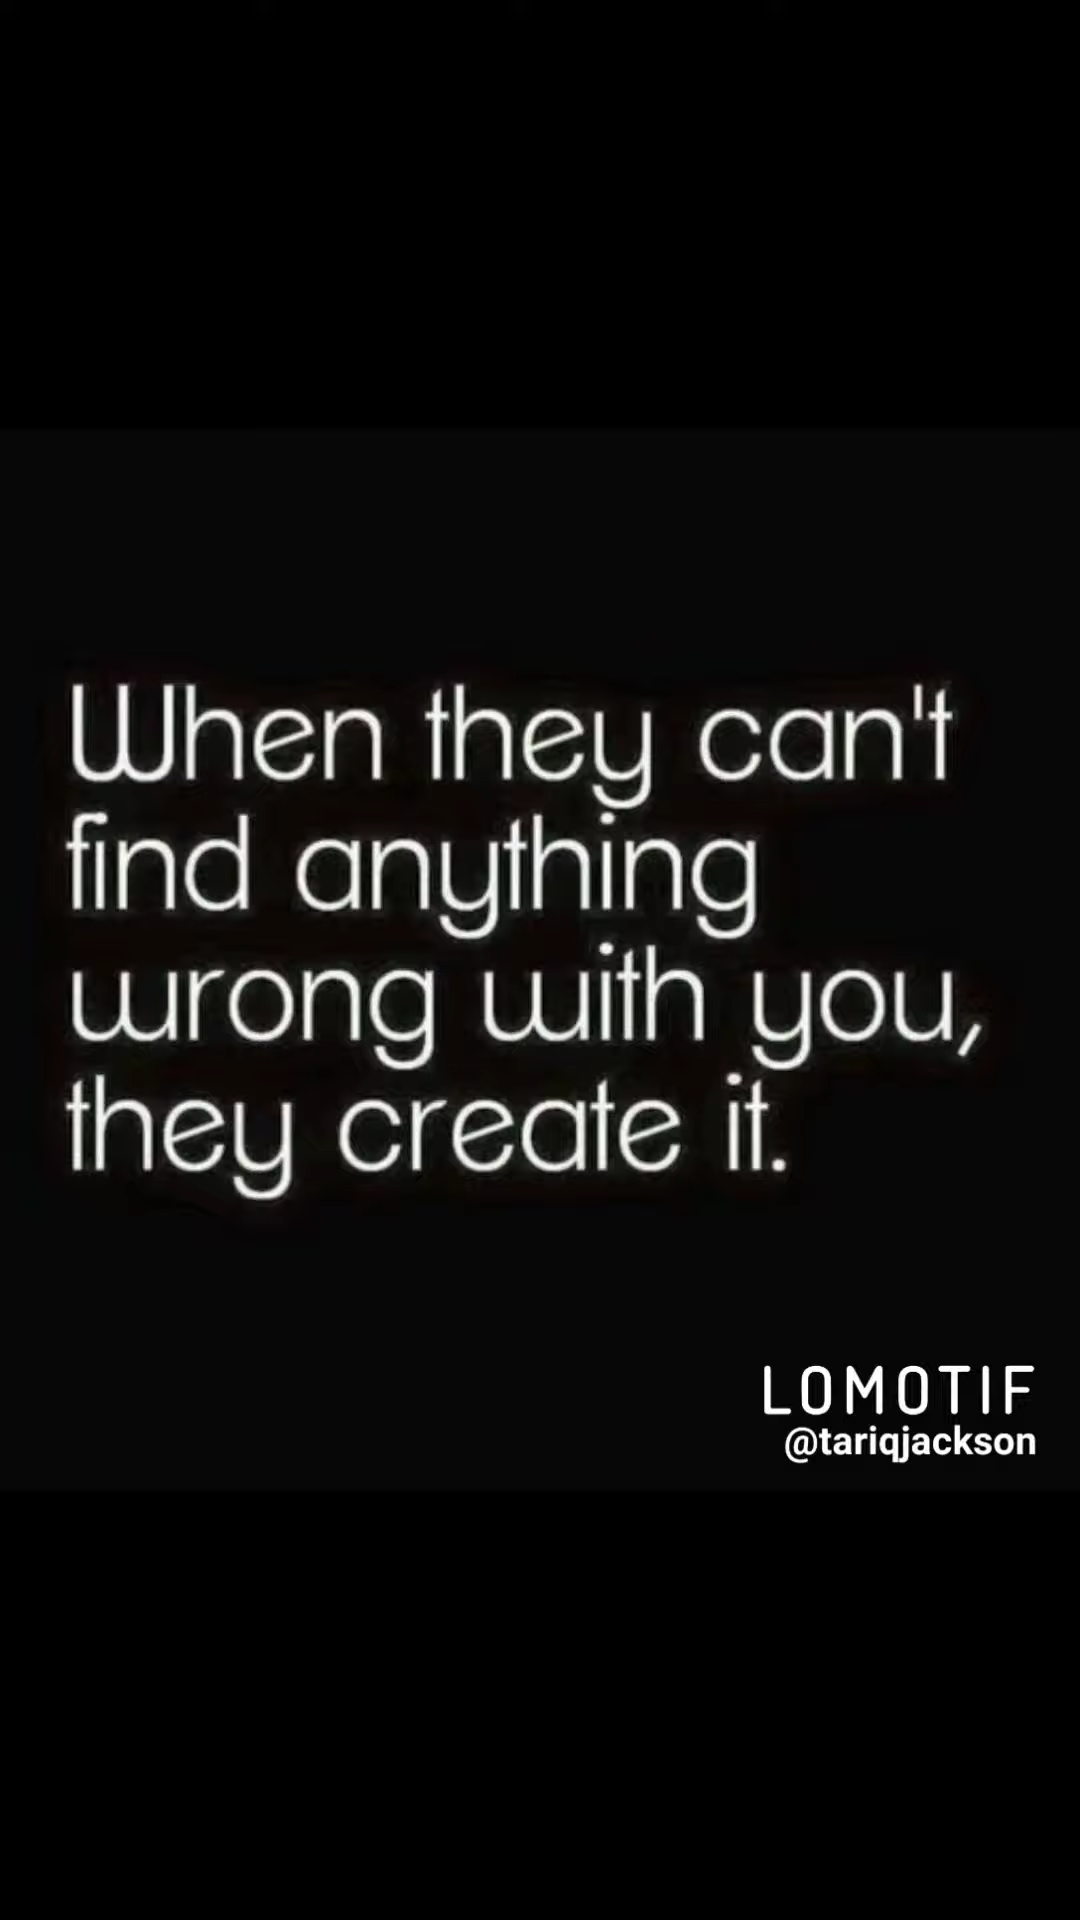 When they can't
find anything
wrong with you,
they create it.
LOMOTIF
@tariqjackson